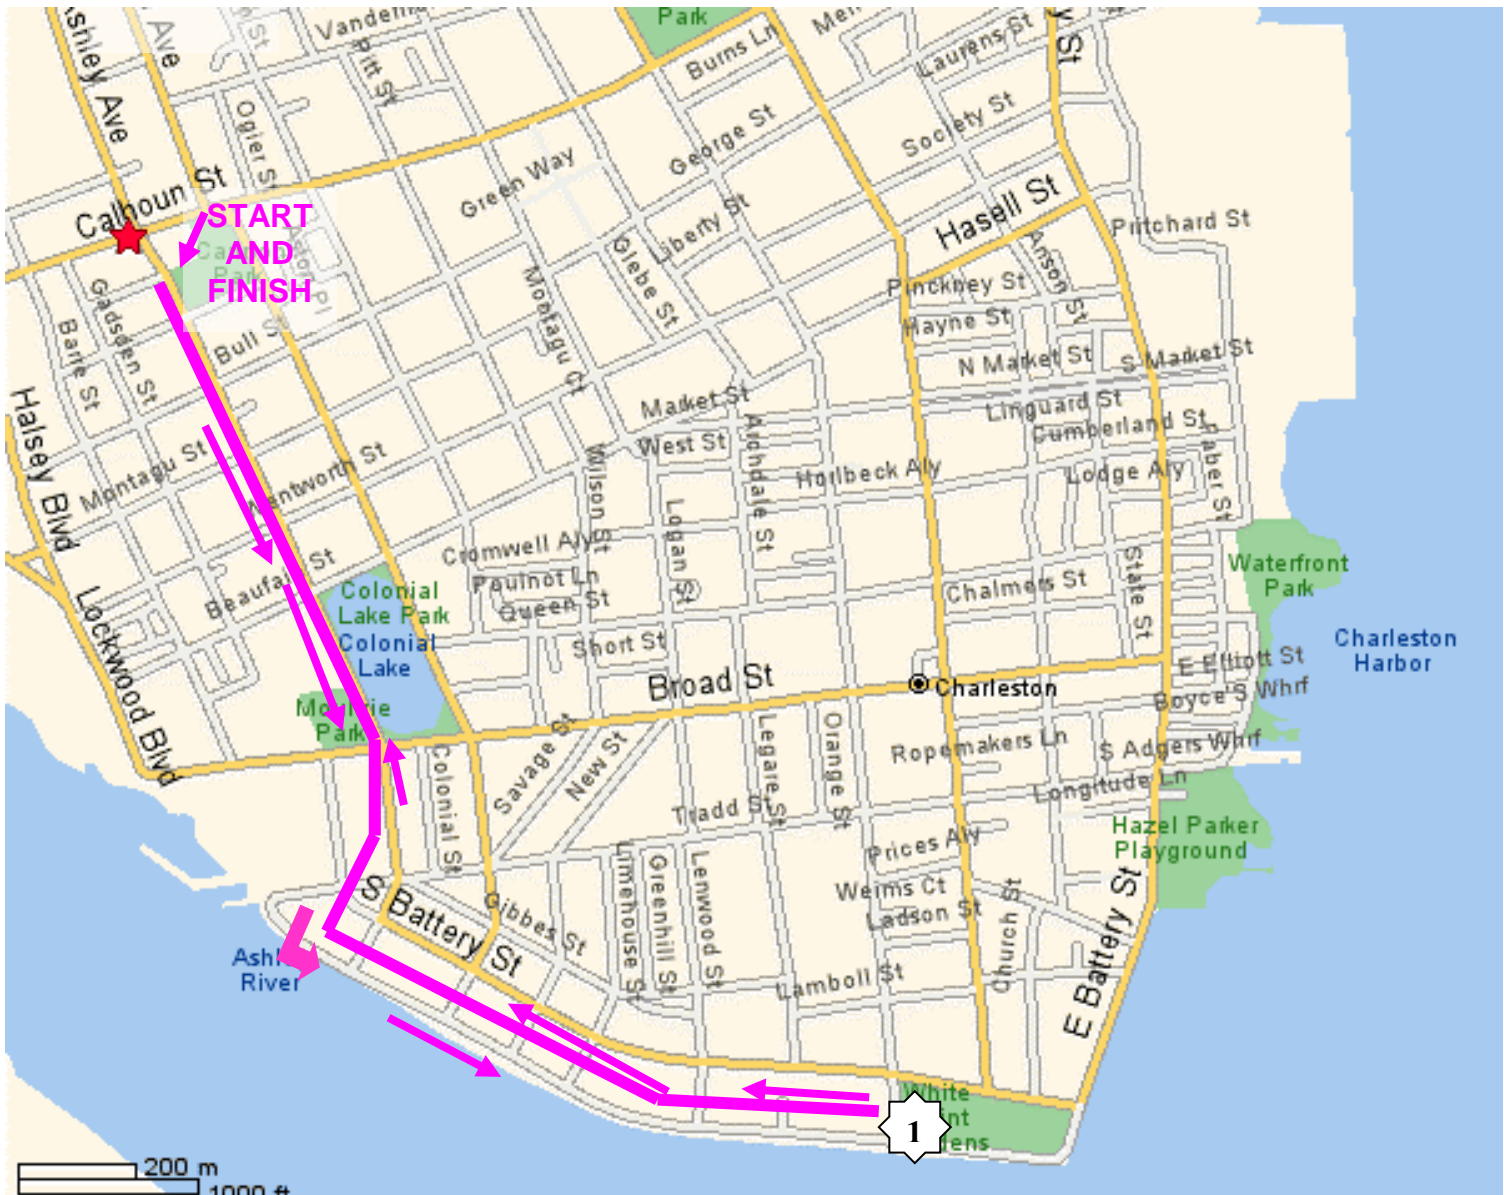 Park
Ashley Ave
Ave
St
Pitt St
Burns Ln
Laurens St
y St
Ogier St
George St
Society St
Calhoun St
START
AND
FINISH
Green Way
Liberty St
Glebe St
Hasell St
Pritchard St
Anson St
Pinckney St
Hayne St
N Market St
S Market St
Gadsden St
Barre St
Bull St
Montagu Ct
Market St
West St
Archdale St
Linguard St
Cumberland St
Horlbeck Aly
Lodge Aly
Halsey Blvd
Montagu St
Wentworth St
Wilson St
Logan St
Cromwell Aly
Poulnot Ln
Queen St
Short St
Beaufain St
Colonial
Lake Park
Colonial
Lake
Chalmers St
State St
Waterfront
Park
Charleston
Harbor
Lockwood Blvd
Broad St
Charleston
E Elliott St
Boyce'S Whrf
Park
Colonial St
Savage St
New St
Legare St
Orange St
Ropemakers Ln
S Adgers Whrf
Longitude Ln
Tradd St
Hazel Parker
Playground
Prices Aly
S Battery St
Gibbes St
Limehouse St
Greenhill St
Lenwood St
Weims Ct
Ladson St
Church St
E Battery St
Lamboll St
River
White
1
200 m
1000 ft